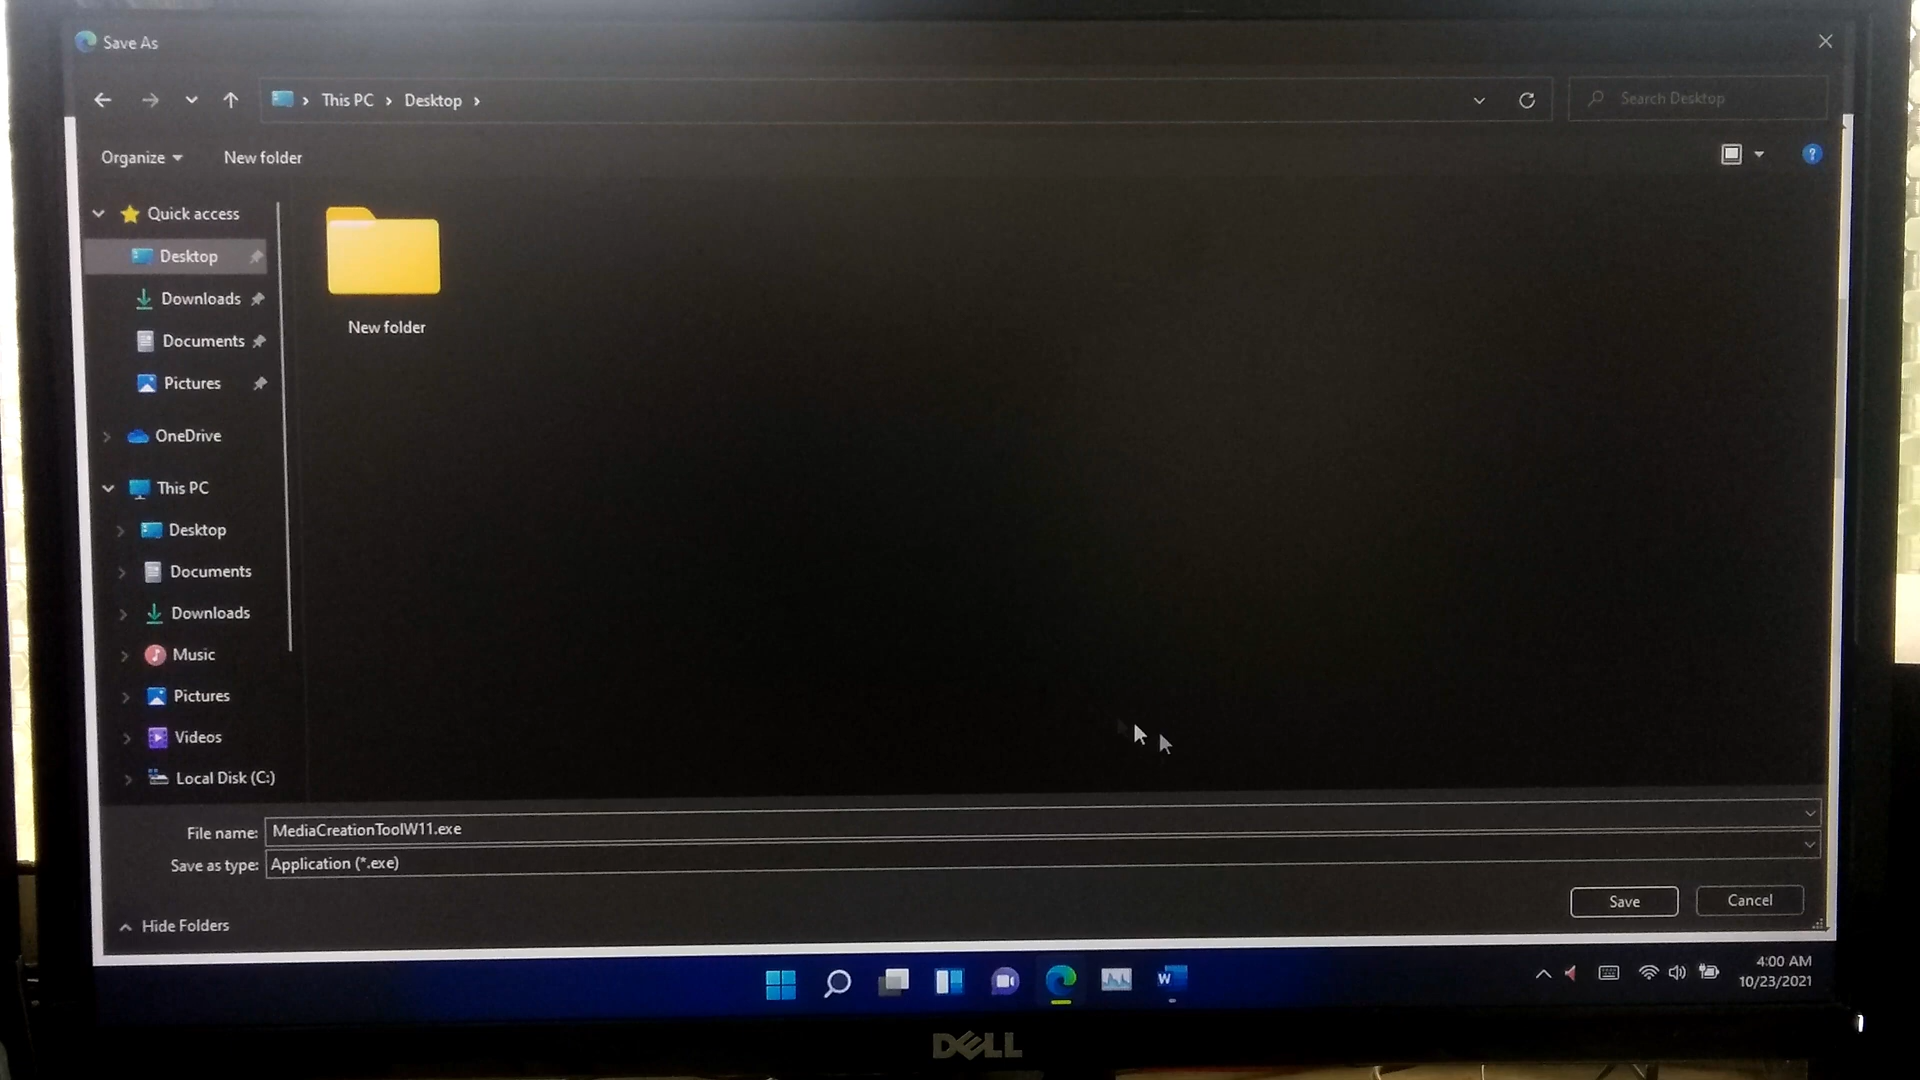 Save As
This PC > Desktop >
Search Desktop
Organize
New folder
Quick access
Desktop
Downloads
Documents
Pictures
OneDrive
This PC
Desktop
Documents
Downloads
Music
Pictures
Videos
Local Disk (C:)
New folder
File name: MediaCreationToolW11.exe
Save as type: Application (*.exe)
Hide Folders
Save
Cancel
W
4:00 AM
10/23/2021
DELL